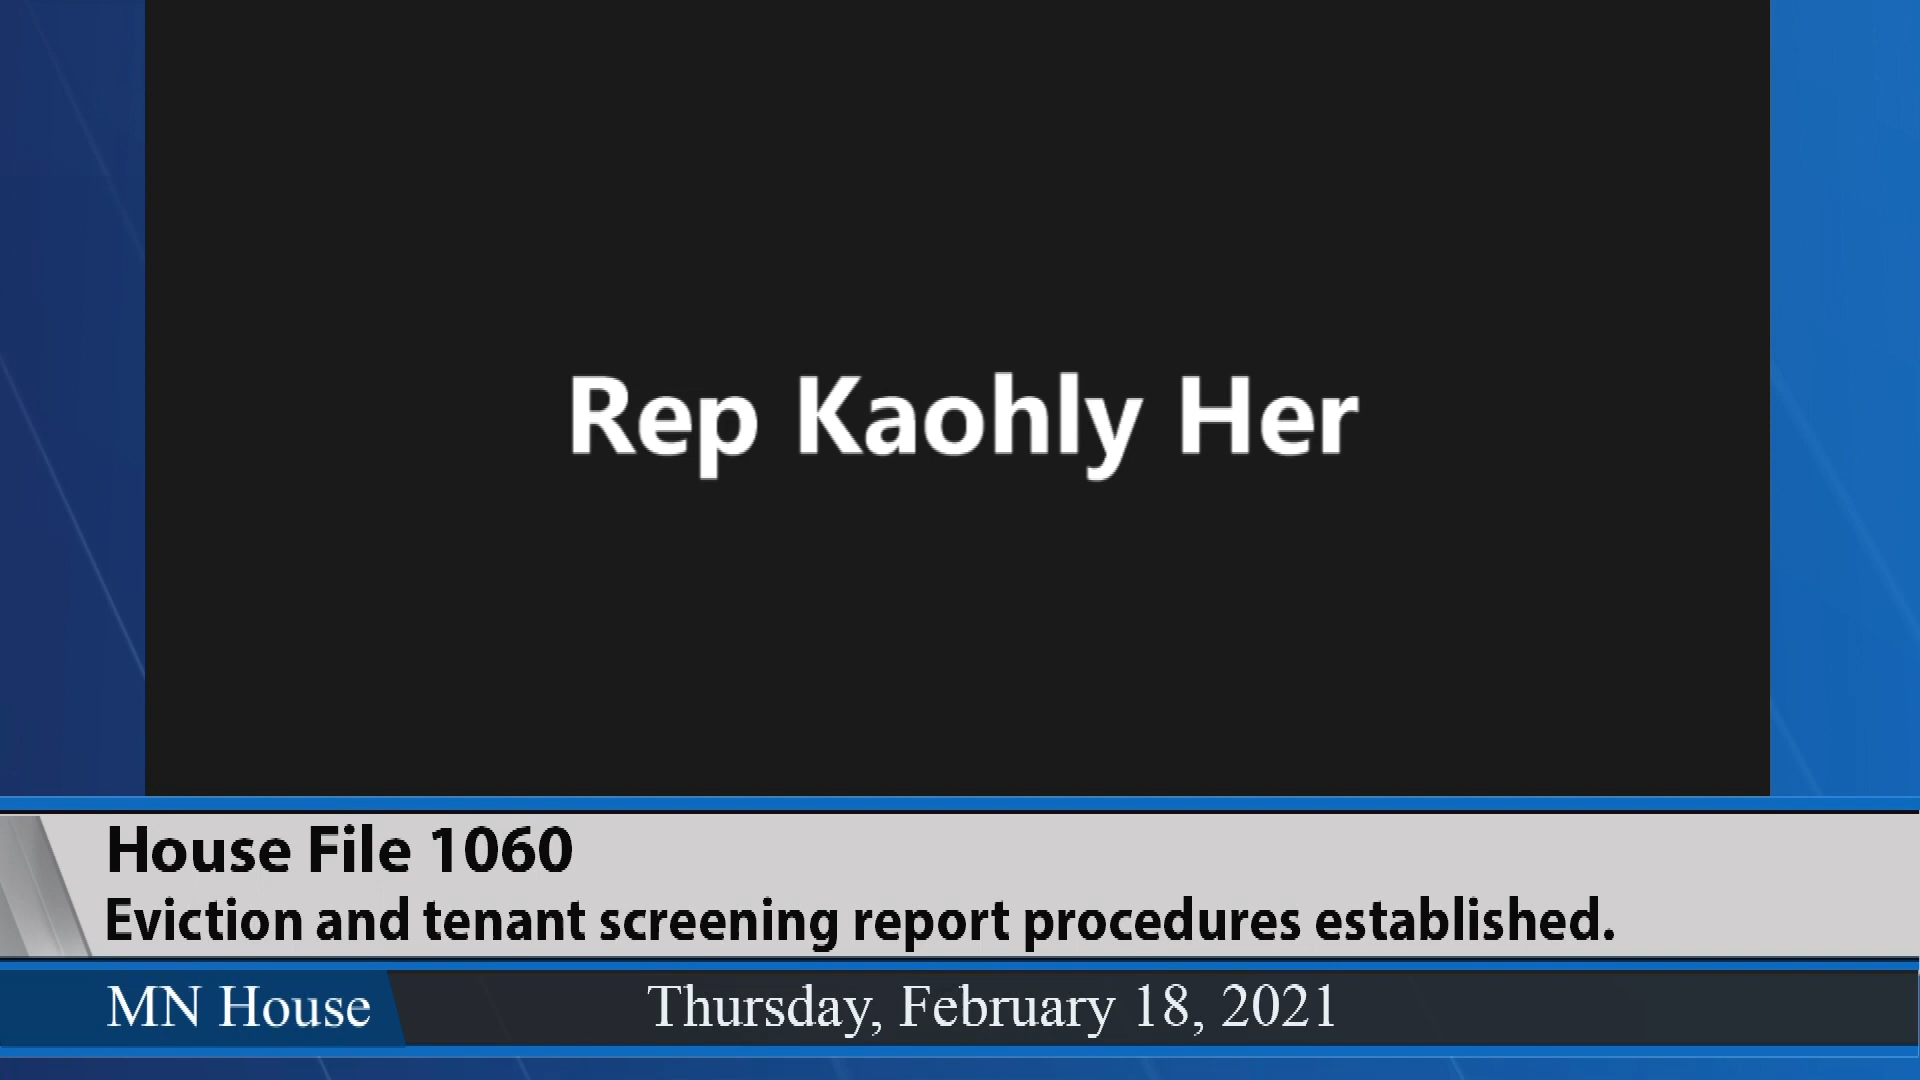 Rep Kaohly Her
House File 1060
Eviction and tenant screening report procedures established.
MN House
Thursday, February 18, 2021